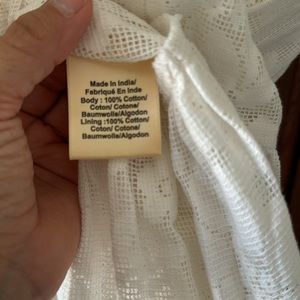 Made In India/
Fabriqué En Inde
Body : 100% Cotton/
Coton/ Cotone/
Baumwolle/Algodon
Lining :100% Cotton/
Coton/ Cotone/
Baumwolle/Algodon